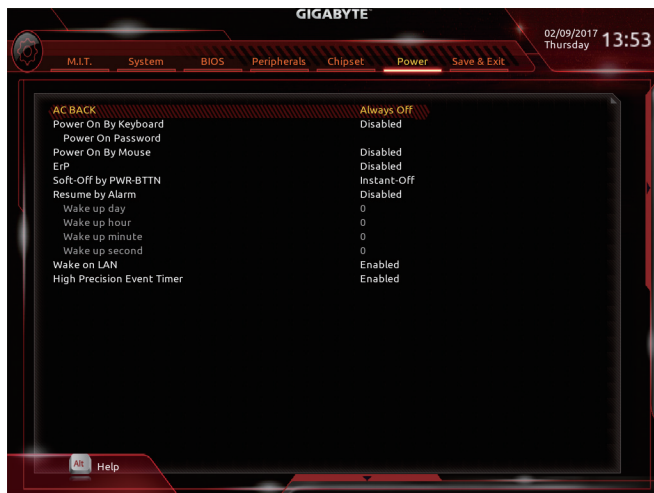 GIGABYTE™
02/09/2017 13:53
Thursday
M.I.T. System BIOS Peripherals Chipset Power Save & Exit
AC BACK Always Off
Power On By Keyboard Disabled
Power On Password
Power On By Mouse Disabled
ErP Disabled
Soft-Off by PWR-BTTN Instant-Off
Resume by Alarm Disabled
Wake up day 0
Wake up hour 0
Wake up minute 0
Wake up second 0
Wake on LAN Enabled
High Precision Event Timer Enabled
Alt Help